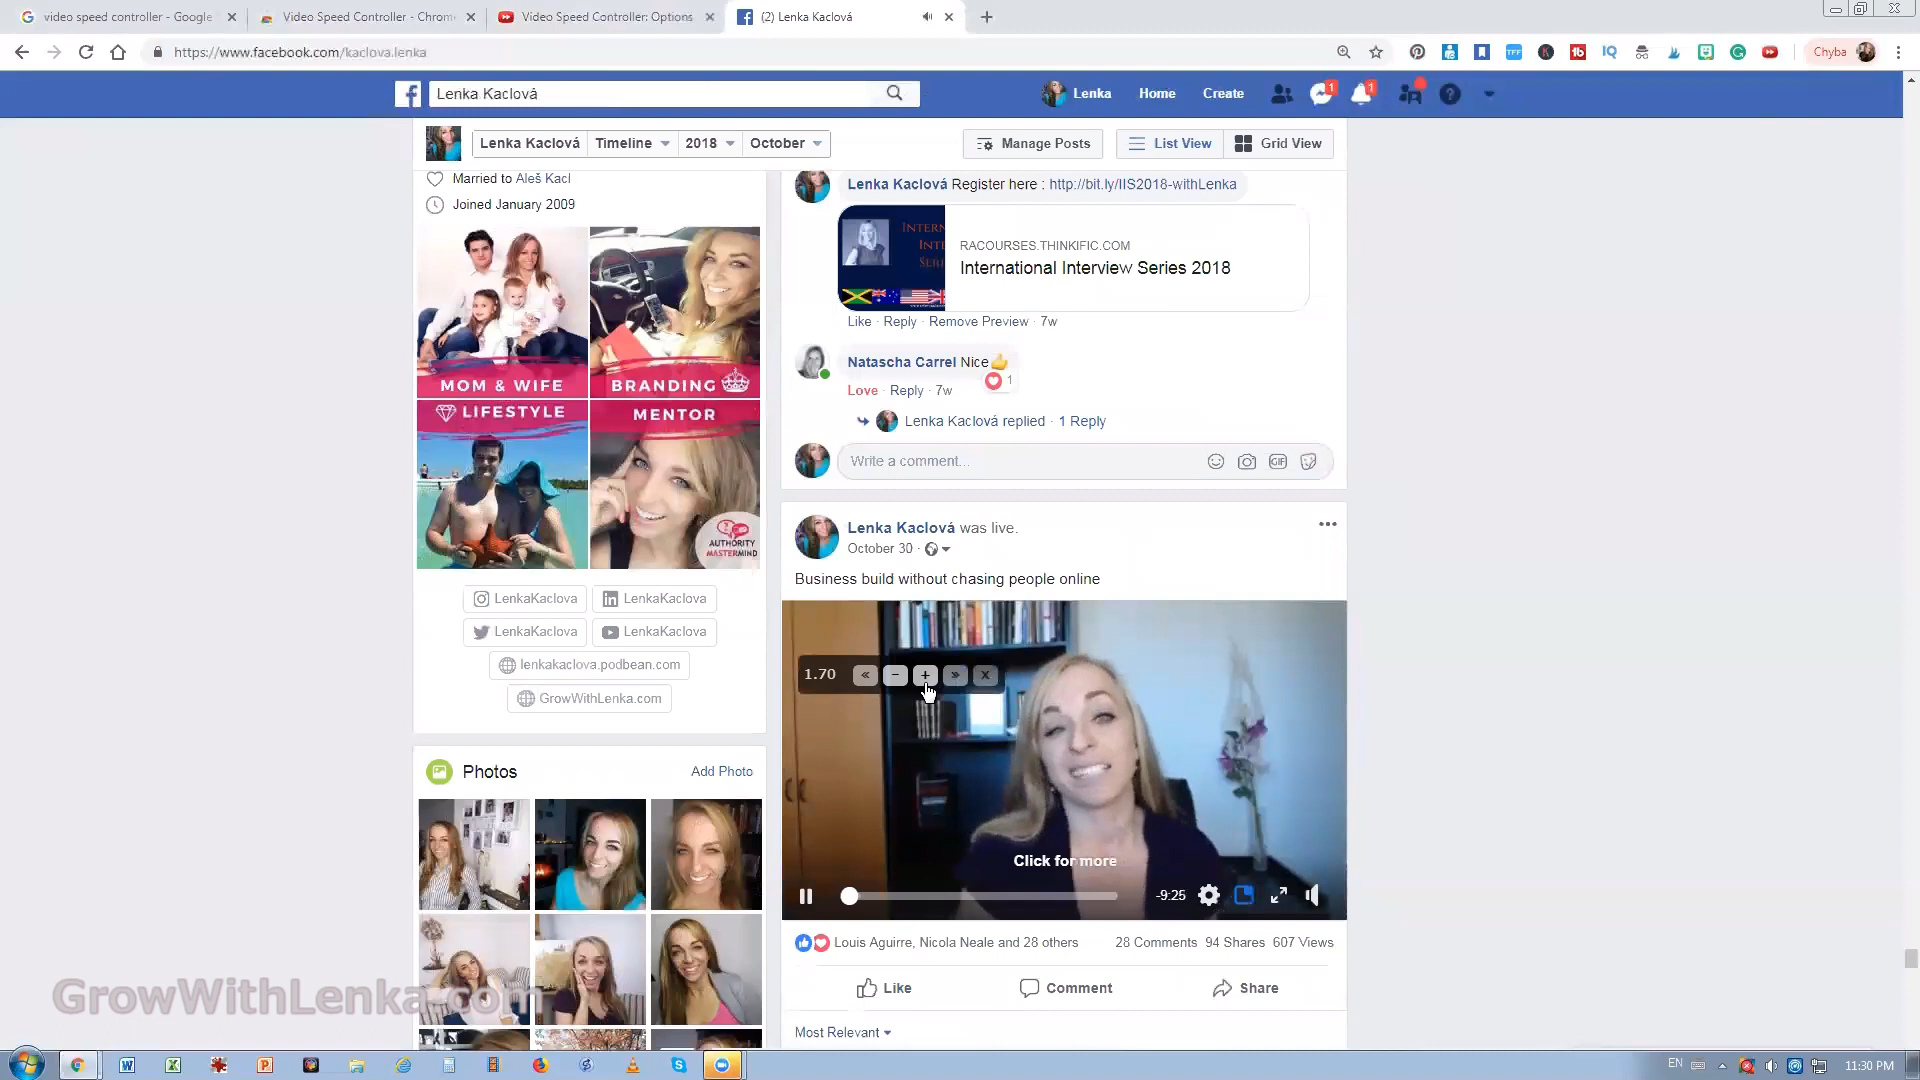 video speed controller - Google
Video Speed Controller - Chrom
Video Speed Controller: Options
(2) Lenka Kaclová
https://www.facebook.com/kaclova.lenka
Chyba
Lenka Kaclová
Lenka
Home
Create
1
1
Lenka Kaclová
Timeline
2018
October
Manage Posts
List View
Grid View
Married to Aleš Kacl
Joined January 2009
MOM & WIFE
BRANDING
LIFESTYLE
MENTOR
AUTHORITY
MASTERMIND
LenkaKaclova
LenkaKaclova
LenkaKaclova
LenkaKaclova
lenkakaclova.podbean.com
GrowWithLenka.com
Photos
Add Photo
Lenka Kaclová Register here : http://bit.ly/IIS2018-withLenka
RACOURSES.THINKIFIC.COM
International Interview Series 2018
Like · Reply · Remove Preview · 7w
Natascha Carrel Nice
1
Love · Reply · 7w
Lenka Kaclová replied · 1 Reply
Write a comment...
GIF
Lenka Kaclová was live.
October 30
Business build without chasing people online
1.70 « − + » x
Click for more
-9:25
Louis Aguirre, Nicola Neale and 28 others
28 Comments 94 Shares 607 Views
Like
Comment
Share
Most Relevant
GrowWithLenka.com
EN
11:30 PM